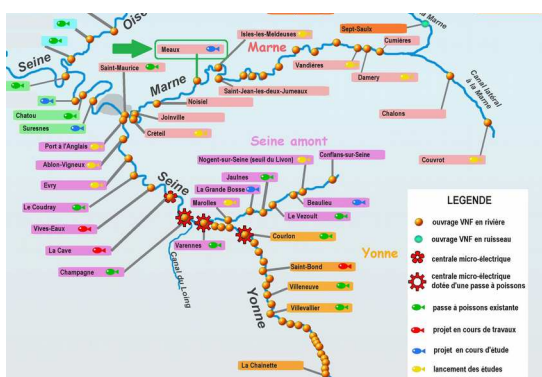 Oise
Seine
Meaux
Isles-les-Meldeuses
Marne
Sept-Saulx
la Marne
Cumières
Vandières
Damery
Saint-Maurice
Marne
Saint-Jean-les-deux-Jumeaux
Noisiel
Canal latéral
à la Marne
Chalons
Chatou
Suresnes
Joinville
Créteil
Couvrot
Port à l'Anglais
Ablon-Vigneux
Evry
Le Coudray
Vives-Eaux
La Cave
Champagne
Seine
Seine amont
Nogent-sur-Seine (seuil du Livon)
Conflans-sur-Seine
Jaulnes
La Grande Bosse
Marolles
Beaulieu
Le Vezoult
Varennes
Courlon
Canal du Loing
Yonne
Yonne
Saint-Bond
Villeneuve
Villevallier
La Chainette
LEGENDE
ouvrage VNF en rivière
ouvrage VNF en ruisseau
centrale micro-électrique
centrale micro-électrique
dotée d'une passe à poissons
passe à poissons existante
projet en cours de travaux
projet en cours d'étude
lancement des études